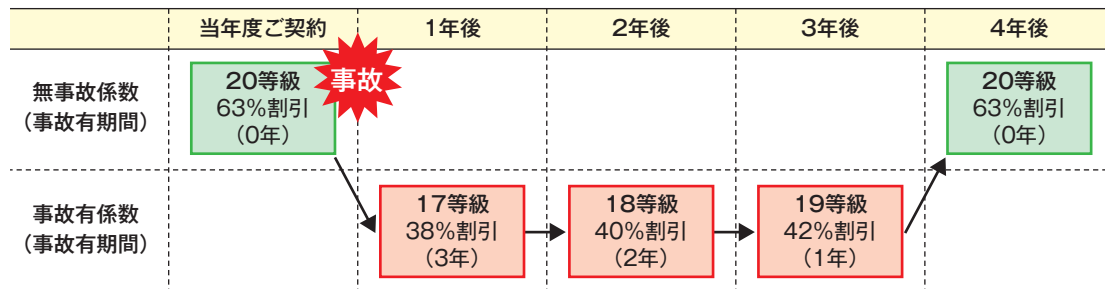 当年度ご契約 1年後 2年後 3年後 4年後
無事故係数
（事故有期間）
20等級
63%割引
（0年）
事故
20等級
63%割引
（0年）
事故有係数
（事故有期間）
17等級
38%割引
（3年）
18等級
40%割引
（2年）
19等級
42%割引
（1年）